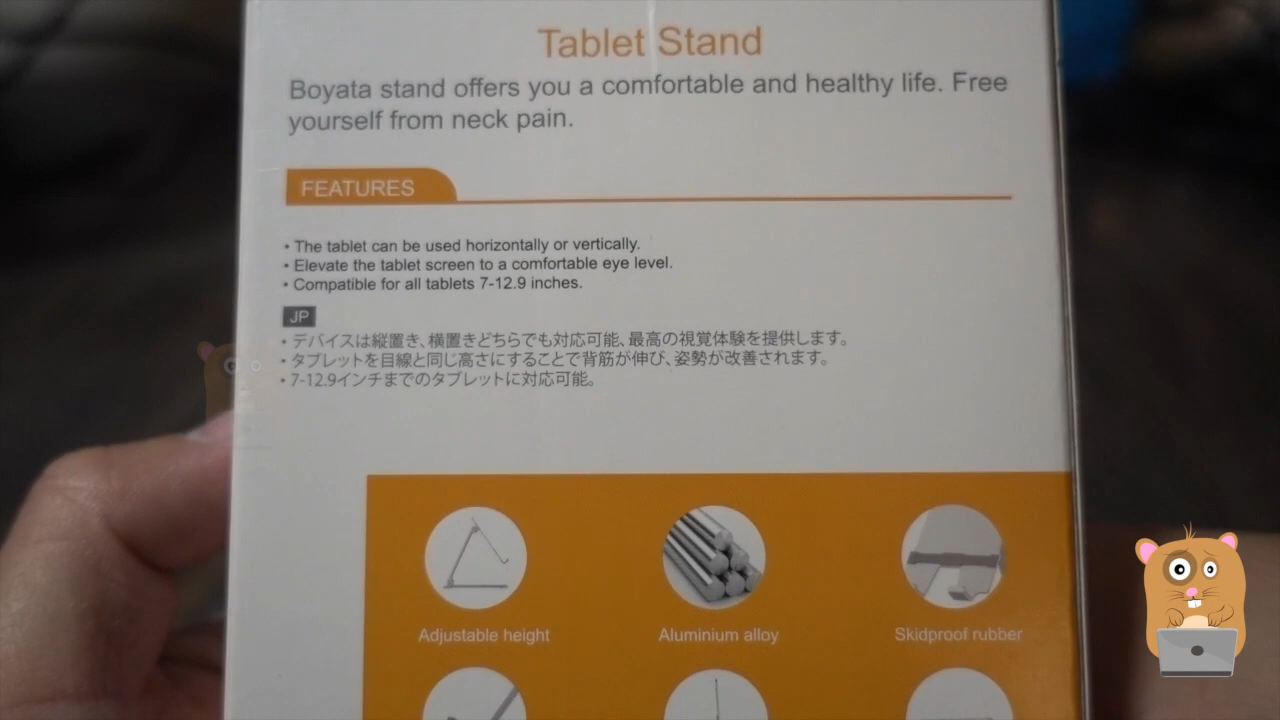 Tablet Stand
Boyata stand offers you a comfortable and healthy life. Free
yourself from neck pain.
FEATURES
• The tablet can be used horizontally or vertically.
• Elevate the tablet screen to a comfortable eye level.
• Compatible for all tablets 7-12.9 inches.
JP
• デバイスは縦置き、横置きどちらでも対応可能、最高の視覚体験を提供します。
• タブレットを目線と同じ高さにすることで背筋が伸び、姿勢が改善されます。
• 7-12.9インチまでのタブレットに対応可能。
Adjustable height
Aluminium alloy
Skidproof rubber